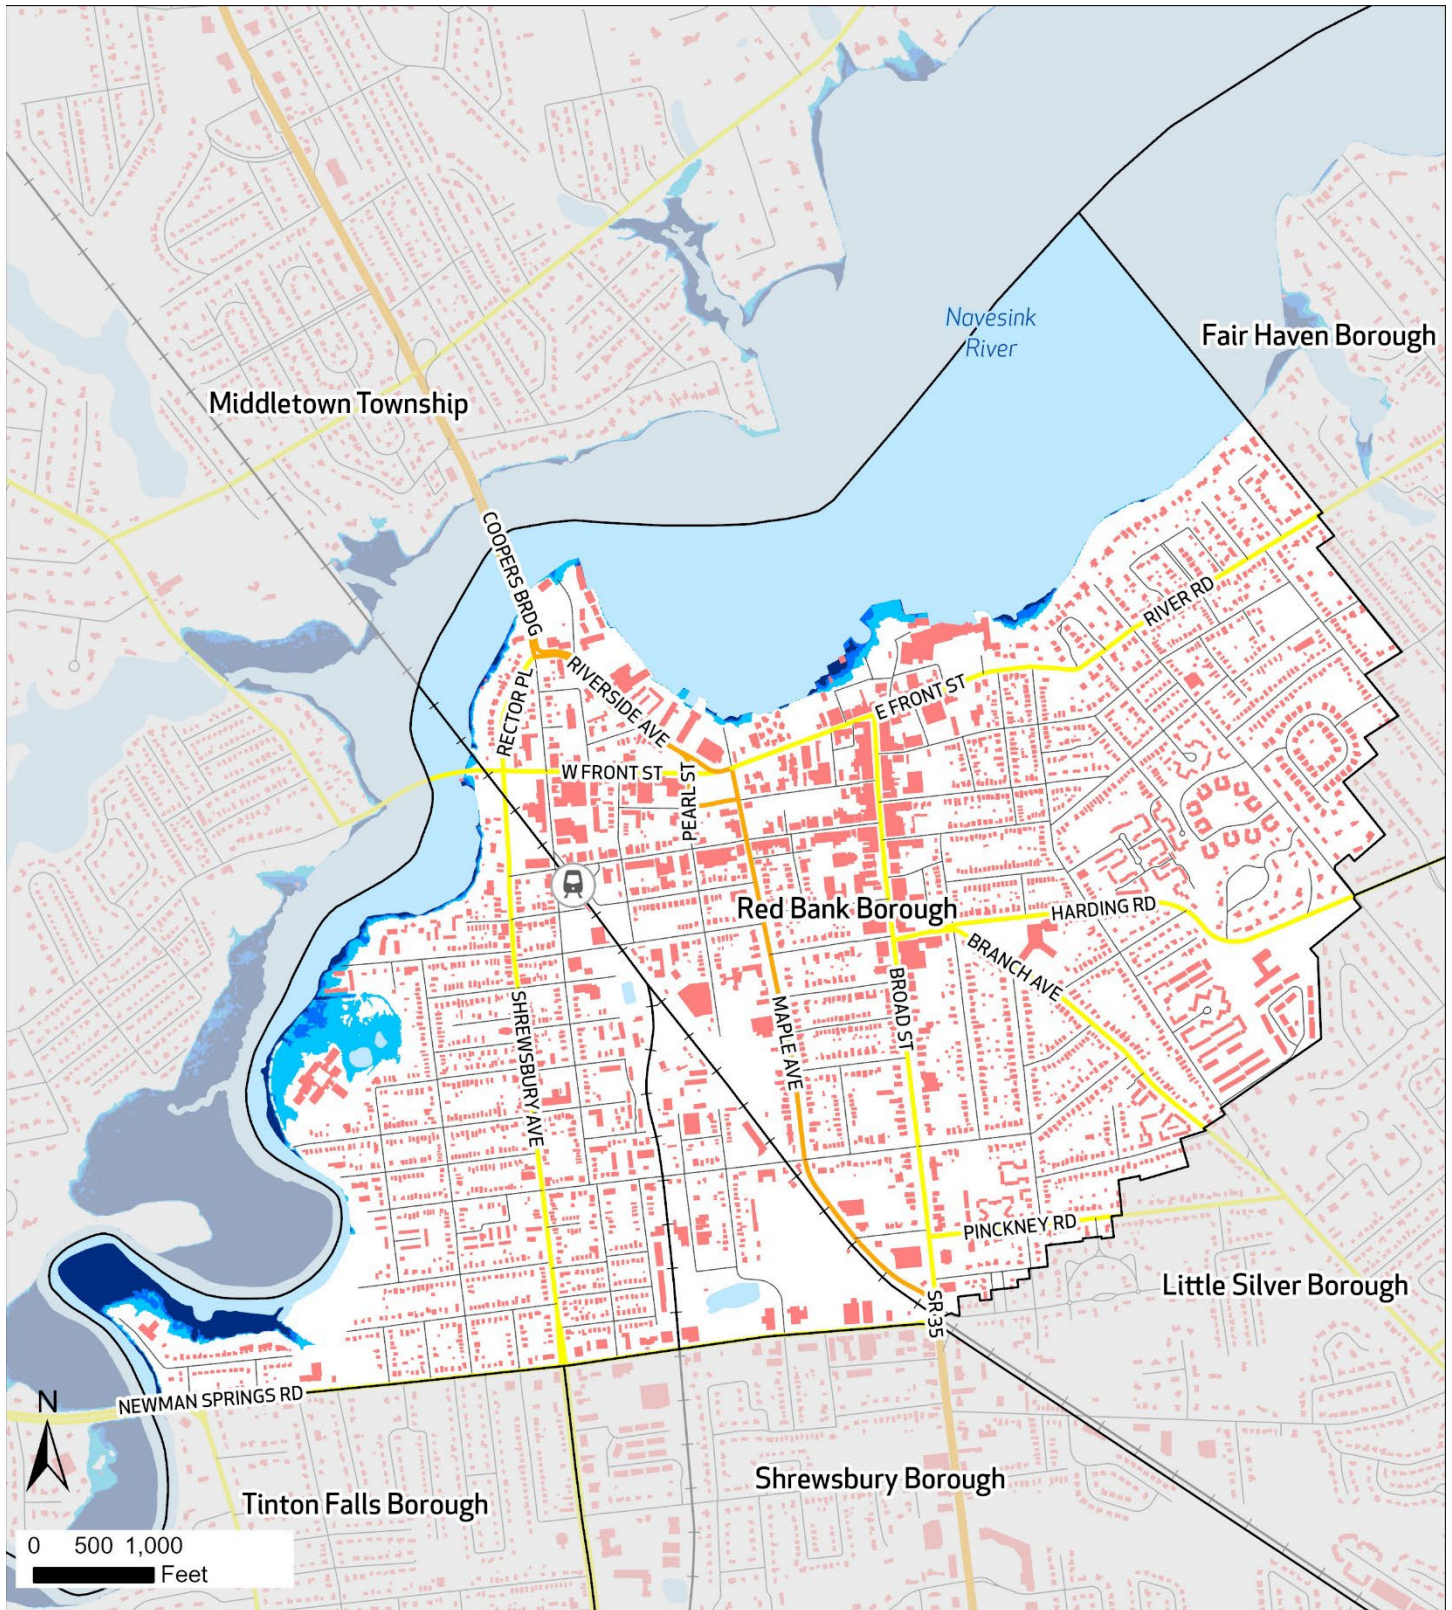 Navesink
River
Fair Haven Borough
Middletown Township
COOPERS BRDG
RIVER RD
RIVERSIDE AVE
RECTOR PL
E FRONT ST
W FRONT ST
PEARL ST
Red Bank Borough
HARDING RD
BRANCH AVE
SHREWSBURY AVE
MAPLE AVE
BROAD ST
PINCKNEY RD
Little Silver Borough
SR 35
NEWMAN SPRINGS RD
N
Shrewsbury Borough
Tinton Falls Borough
0 500 1,000
Feet